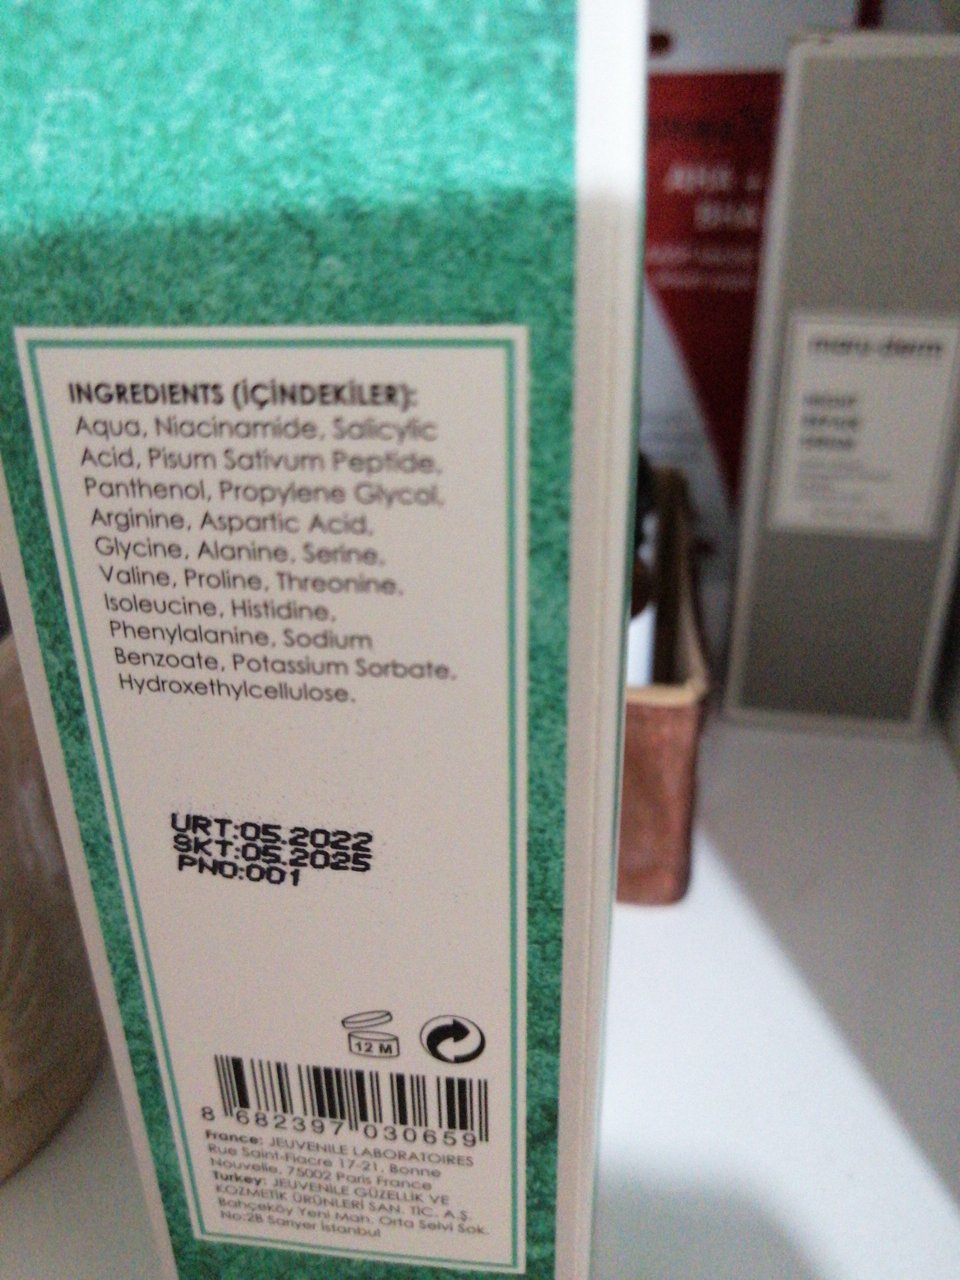 INGREDIENTS (İÇİNDEKİLER):
Aqua, Niacinamide, Salicylic
Acid, Pisum Sativum Peptide,
Panthenol, Propylene Glycol,
Arginine, Aspartic Acid,
Glycine, Alanine, Serine,
Valine, Proline, Threonine,
Isoleucine, Histidine,
Phenylalanine, Sodium
Benzoate, Potassium Sorbate,
Hydroxethylcellulose.
URT:05.2022
SKT:05.2025
PNO:001
12 M
8 682397 030659
France: JEUVENILE LABORATOIRES
Rue Saint-Fiacre 17-21, Bonne
Nouvelle, 75002 Paris France
Turkey: JEUVENILE GÜZELLİK VE
KOZMETİK ÜRÜNLERİ SAN. TİC. A.Ş.
Bahçeköy Yeni Mah. Orta Selvi Sok.
No:2B Sarıyer İstanbul
maru·derm